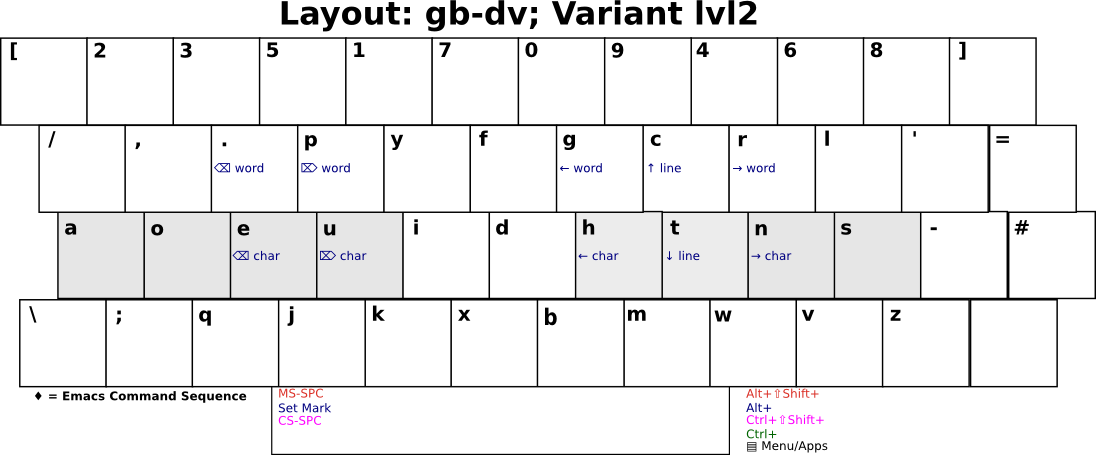 Layout: gb-dv; Variant lvl2
[ 2 3 5 1 7 0 9 4 6 8 ]
/ , . p y f g c r l ' =
⌫ word ⌦ word ← word ↑ line → word
a o e u i d h t n s - #
⌫ char ⌦ char ← char ↓ line → char
\ ; q j k x b m w v z
♦ = Emacs Command Sequence
MS-SPC
Set Mark
CS-SPC
Alt+⇧Shift+
Alt+
Ctrl+⇧Shift+
Ctrl+
▤ Menu/Apps